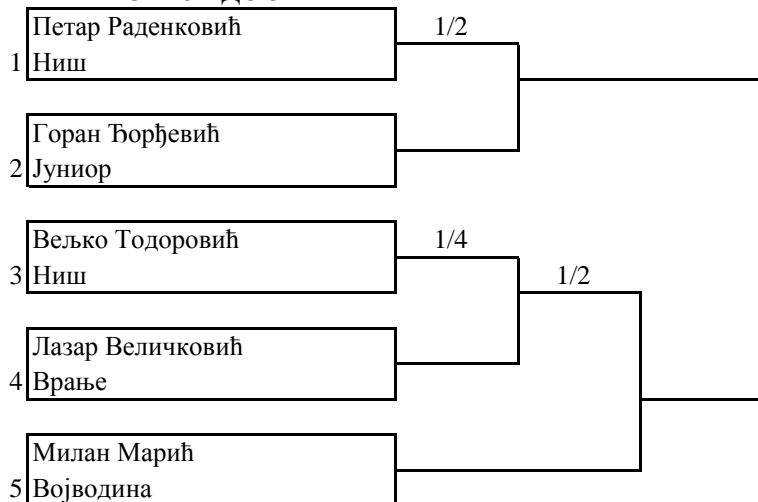 Петар Раденковић 1/2
1 Ниш
Горан Ђорђевић
2 Јуниор
Вељко Тодоровић 1/4
3 Ниш 1/2
Лазар Величковић
4 Врање
Милан Марић
5 Војводина